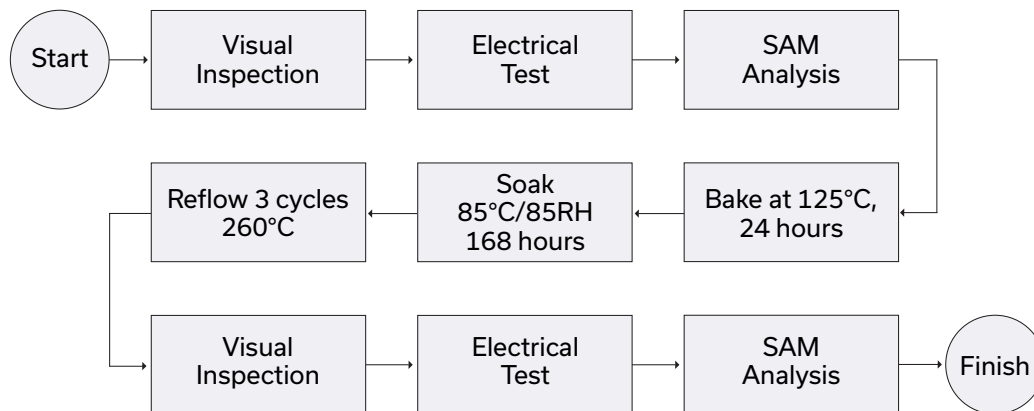 Start
Visual
Inspection
Electrical
Test
SAM
Analysis
Bake at 125°C,
24 hours
Soak
85°C/85RH
168 hours
Reflow 3 cycles
260°C
Visual
Inspection
Electrical
Test
SAM
Analysis
Finish